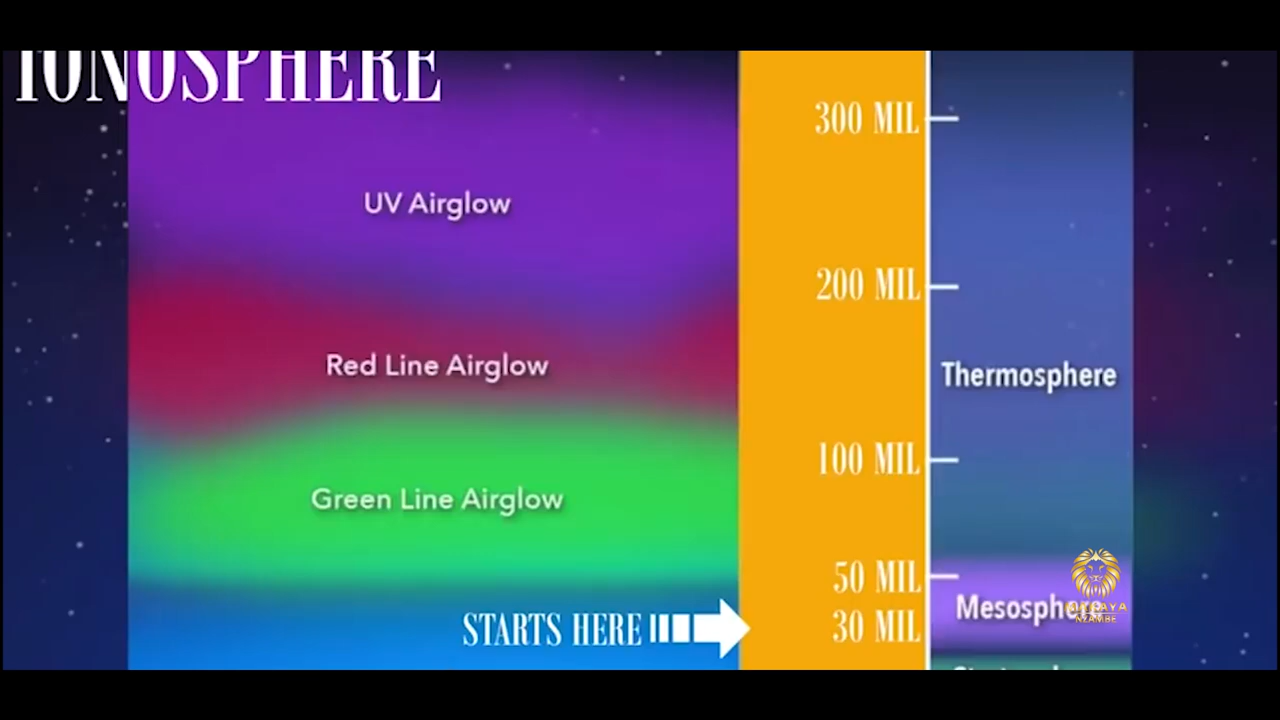 IONOSPHERE
UV Airglow
Red Line Airglow
Green Line Airglow
STARTS HERE
300 MIL
200 MIL
100 MIL
50 MIL
30 MIL
Thermosphere
Mesosphere
NZAMBE